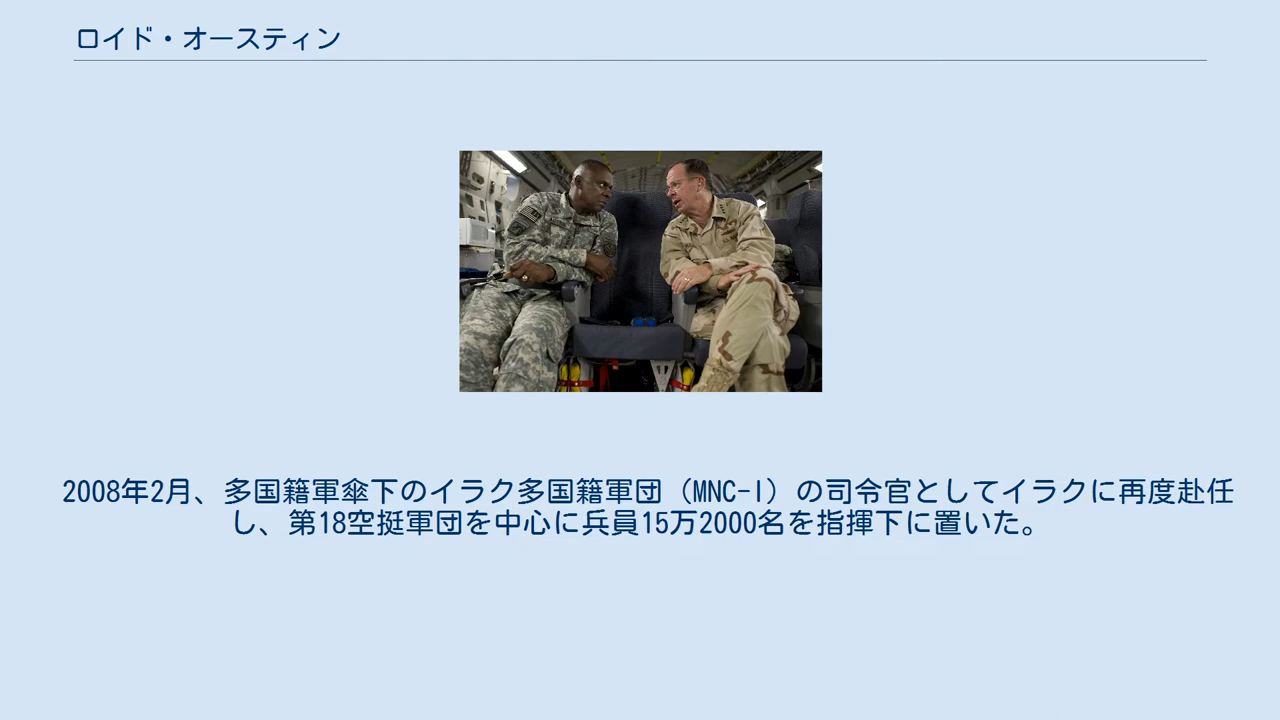 ロイド・オースティン
2008年2月、多国籍軍傘下のイラク多国籍軍団（MNC-I）の司令官としてイラクに再度赴任
し、第18空挺軍団を中心に兵員15万2000名を指揮下に置いた。